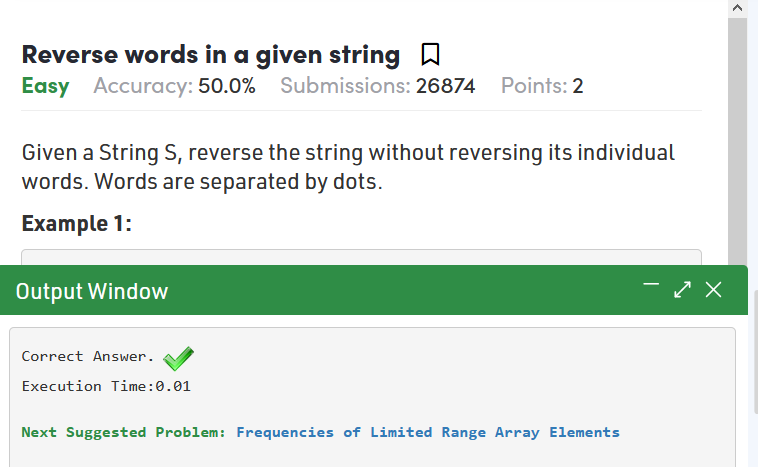 Reverse words in a given string
Easy Accuracy: 50.0% Submissions: 26874 Points: 2
Given a String S, reverse the string without reversing its individual
words. Words are separated by dots.
Example 1:
Output Window
Correct Answer.
Execution Time:0.01
Next Suggested Problem: Frequencies of Limited Range Array Elements